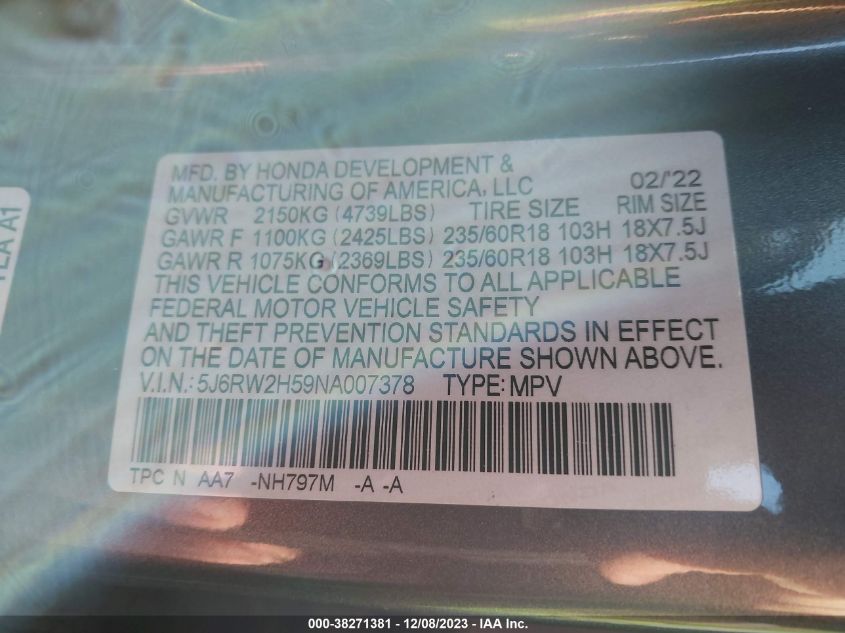 MFD. BY HONDA DEVELOPMENT &
MANUFACTURING OF AMERICA, LLC 02/'22
GVWR 2150KG (4739LBS) TIRE SIZE RIM SIZE
GAWR F 1100KG (2425LBS) 235/60R18 103H 18X7.5J
GAWR R 1075KG (2369LBS) 235/60R18 103H 18X7.5J
THIS VEHICLE CONFORMS TO ALL APPLICABLE
FEDERAL MOTOR VEHICLE SAFETY
AND THEFT PREVENTION STANDARDS IN EFFECT
ON THE DATE OF MANUFACTURE SHOWN ABOVE.
V.I.N.: 5J6RW2H59NA007378 TYPE: MPV
TPC N AA7 -NH797M -A -A
A1
000-38271381 - 12/08/2023 - IAA Inc.